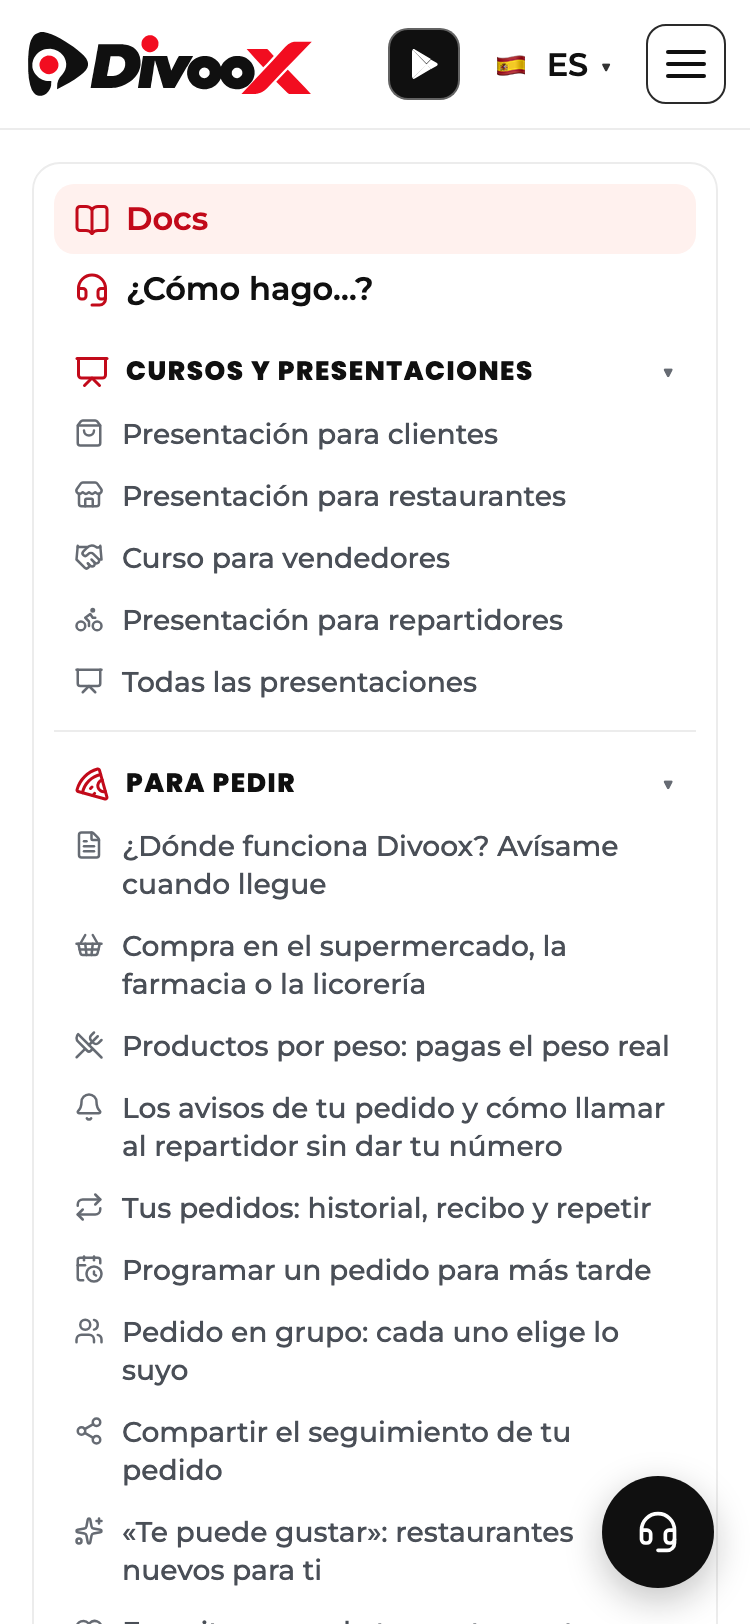 DivooX
ES
Docs
¿Cómo hago...?
CURSOS Y PRESENTACIONES
Presentación para clientes
Presentación para restaurantes
Curso para vendedores
Presentación para repartidores
Todas las presentaciones
PARA PEDIR
¿Dónde funciona Divoox? Avísame
cuando llegue
Compra en el supermercado, la
farmacia o la licorería
Productos por peso: pagas el peso real
Los avisos de tu pedido y cómo llamar
al repartidor sin dar tu número
Tus pedidos: historial, recibo y repetir
Programar un pedido para más tarde
Pedido en grupo: cada uno elige lo
suyo
Compartir el seguimiento de tu
pedido
«Te puede gustar»: restaurantes
nuevos para ti